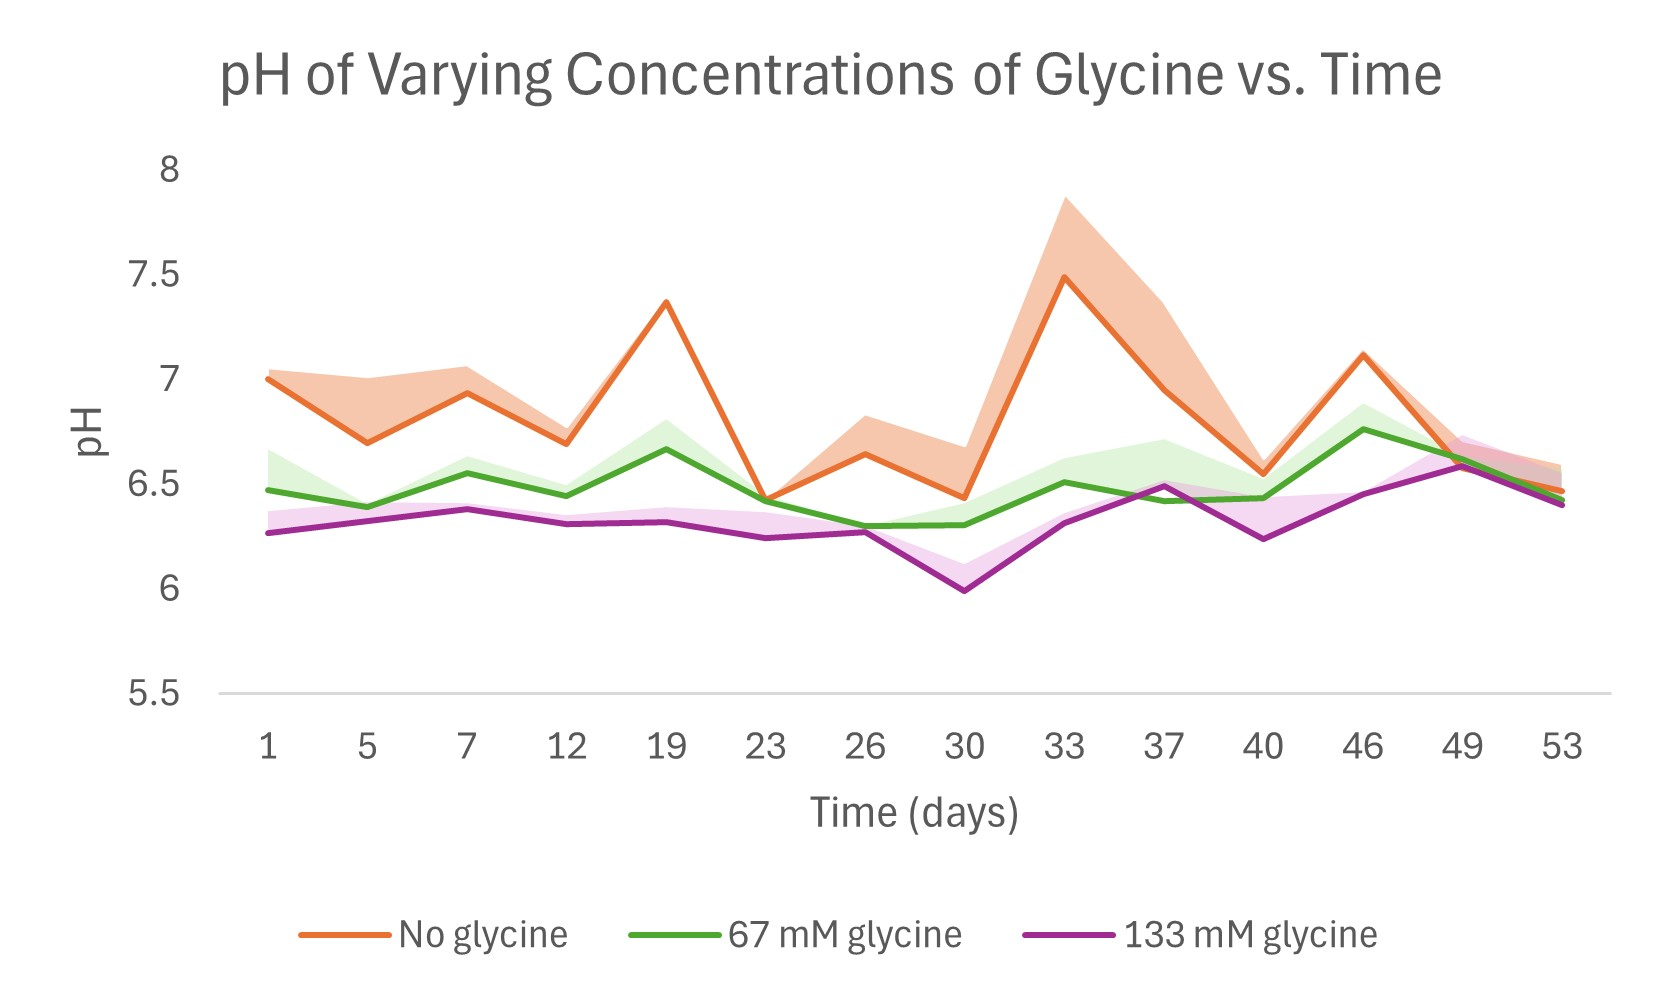 pH of Varying Concentrations of Glycine vs. Time
8
7.5
7
6.5
6
5.5
pH
1 5 7 12 19 23 26 30 33 37 40 46 49 53
Time (days)
No glycine 67 mM glycine 133 mM glycine